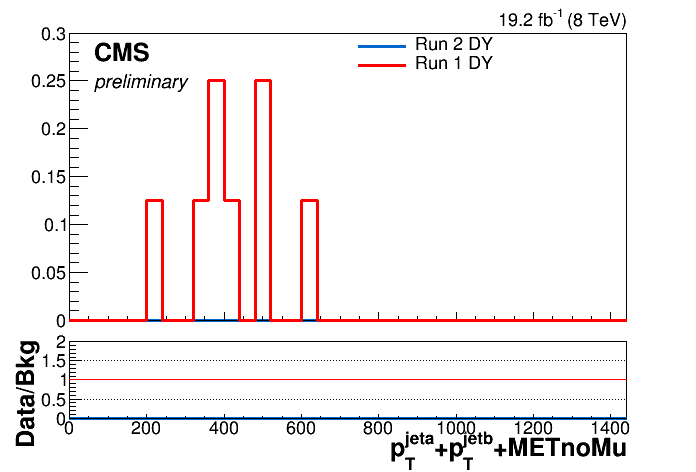 19.2 fb⁻¹ (8 TeV)
CMS
preliminary
Run 2 DY
Run 1 DY
0.3
0.25
0.2
0.15
0.1
0.05
0
Data/Bkg
2
1.5
1
0.5
0
0 200 400 600 800 1000 1200 1400
p_T^jeta+p_T^jetb+METnoMu